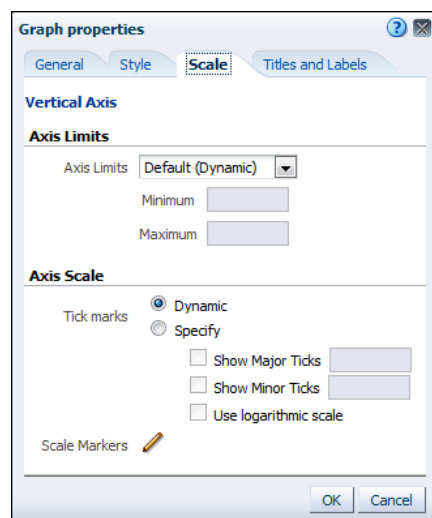 Graph properties ?
General Style Scale Titles and Labels
Vertical Axis
Axis Limits
Axis Limits Default (Dynamic)
Minimum
Maximum
Axis Scale
Tick marks Dynamic
Specify
Show Major Ticks
Show Minor Ticks
Use logarithmic scale
Scale Markers
OK Cancel